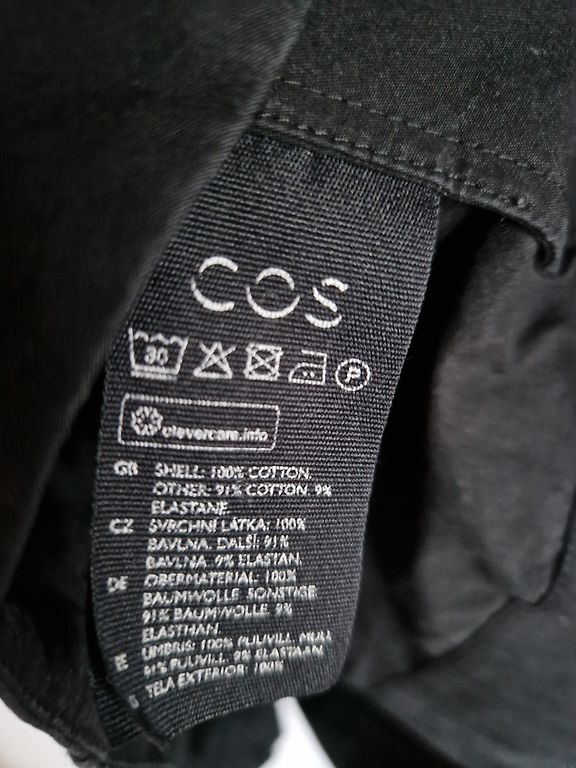 COS
30
P
clevercare.info
GB SHELL: 100% COTTON.
OTHER: 91% COTTON. 9%
ELASTANE
CZ SVRCHNÍ LÁTKA: 100%
BAVLNA. DALŠÍ: 91%
BAVLNA. 9% ELASTAN.
DE OBERMATERIAL: 100%
BAUMWOLLE. SONSTIGE:
91% BAUMWOLLE. 9%
ELASTHAN.
EE ÜMBRIS: 100% PUUVILL. MUU:
91% PUUVILL. 9% ELASTAAN
TELA EXTERIOR: 100%